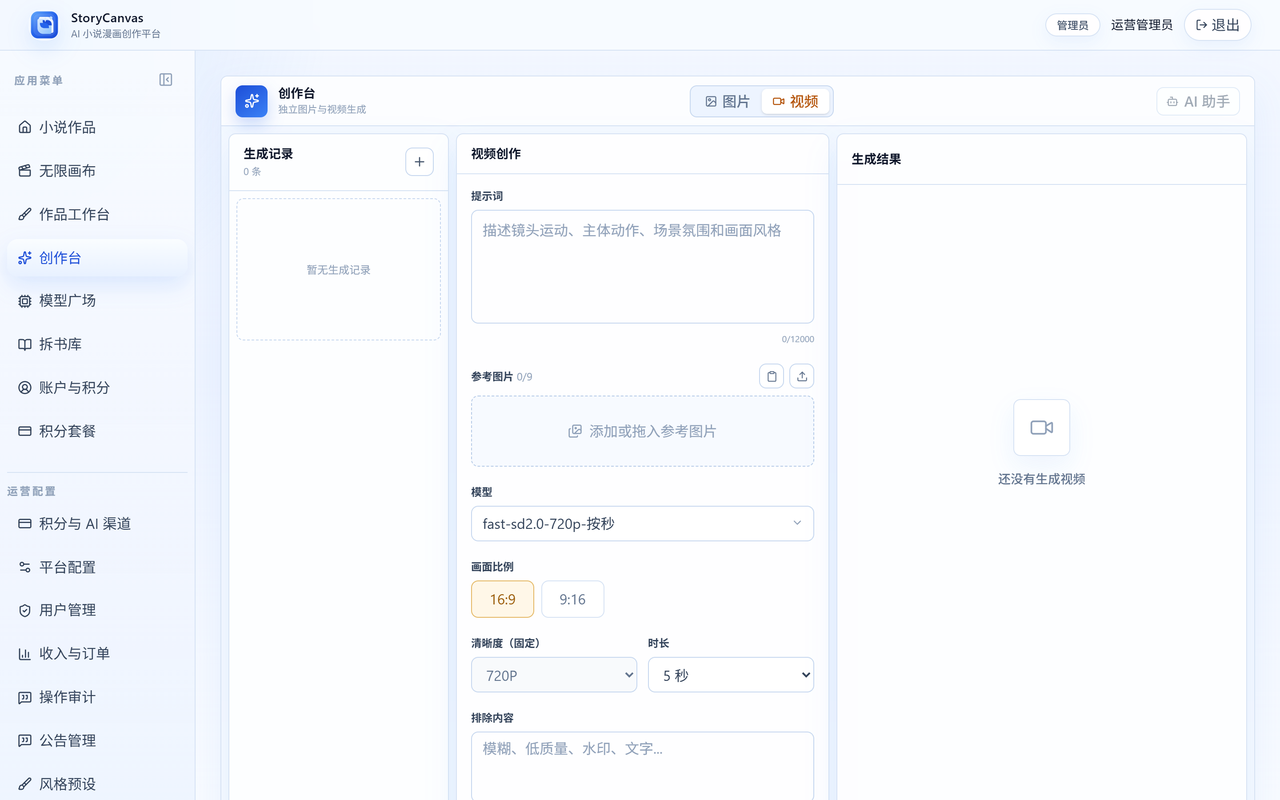 StoryCanvas
AI 小说漫画创作平台
管理员
运营管理员
退出
应用菜单
小说作品
无限画布
作品工作台
创作台
模型广场
拆书库
账户与积分
积分套餐
运营配置
积分与 AI 渠道
平台配置
用户管理
收入与订单
操作审计
公告管理
风格预设
创作台
独立图片与视频生成
图片
视频
AI 助手
生成记录
0 条
暂无生成记录
视频创作
提示词
描述镜头运动、主体动作、场景氛围和画面风格
0/12000
参考图片 0/9
添加或拖入参考图片
模型
fast-sd2.0-720p-按秒
画面比例
16:9
9:16
清晰度（固定）
时长
720P
5 秒
排除内容
模糊、低质量、水印、文字...
生成结果
还没有生成视频